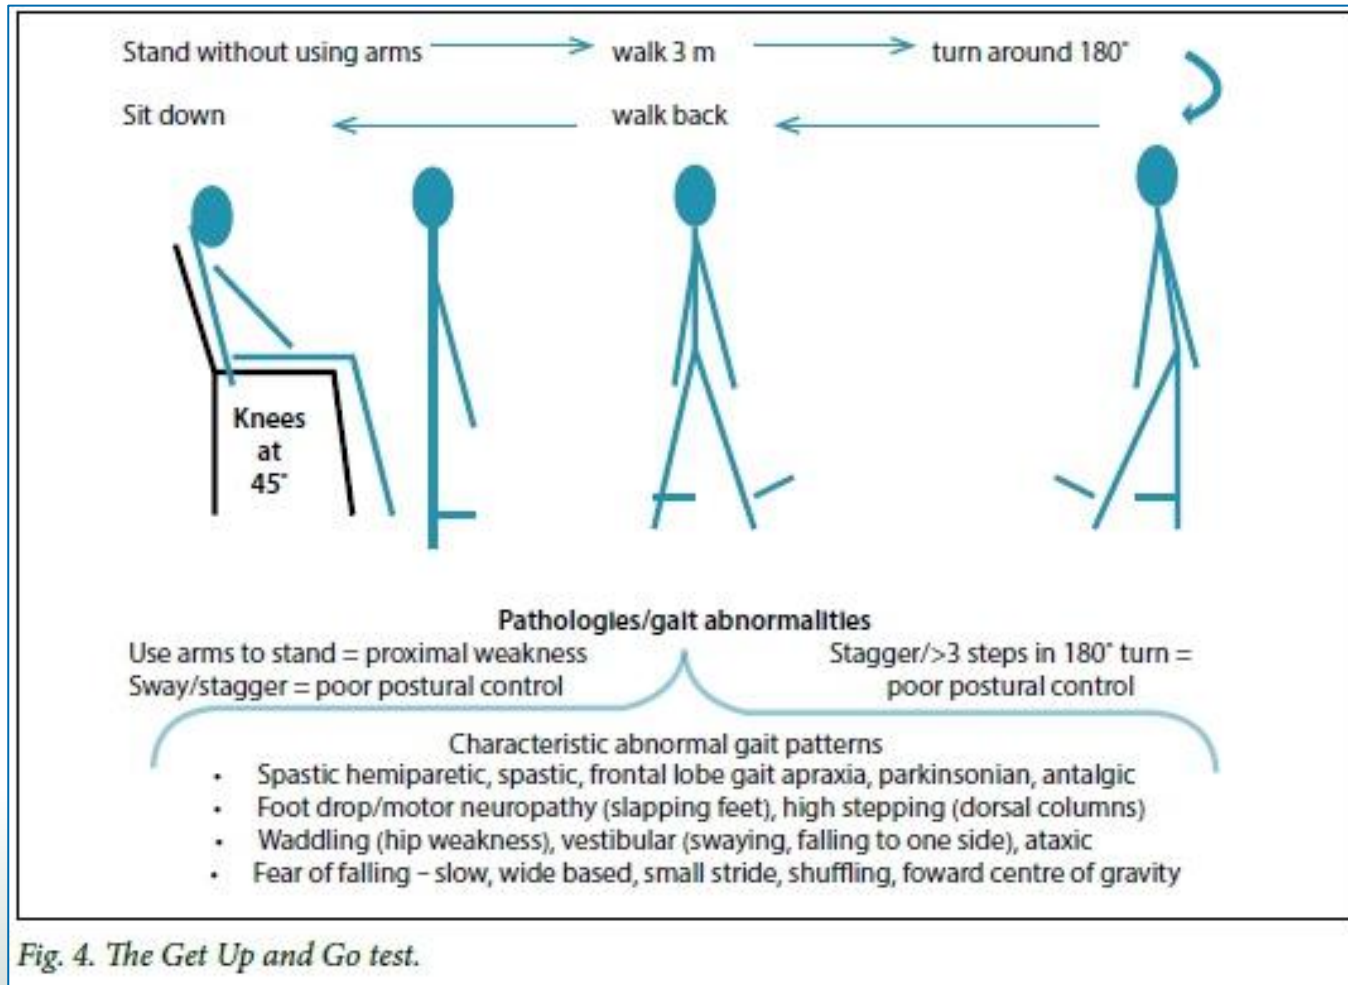 Stand without using arms walk 3 m turn around 180°
Sit down walk back
Knees
at
45°
Pathologies/gait abnormalities
Use arms to stand = proximal weakness
Sway/stagger = poor postural control
Stagger/>3 steps in 180° turn =
poor postural control
Characteristic abnormal gait patterns
• Spastic hemiparetic, spastic, frontal lobe gait apraxia, parkinsonian, antalgic
• Foot drop/motor neuropathy (slapping feet), high stepping (dorsal columns)
• Waddling (hip weakness), vestibular (swaying, falling to one side), ataxic
• Fear of falling – slow, wide based, small stride, shuffling, foward centre of gravity
Fig. 4. The Get Up and Go test.